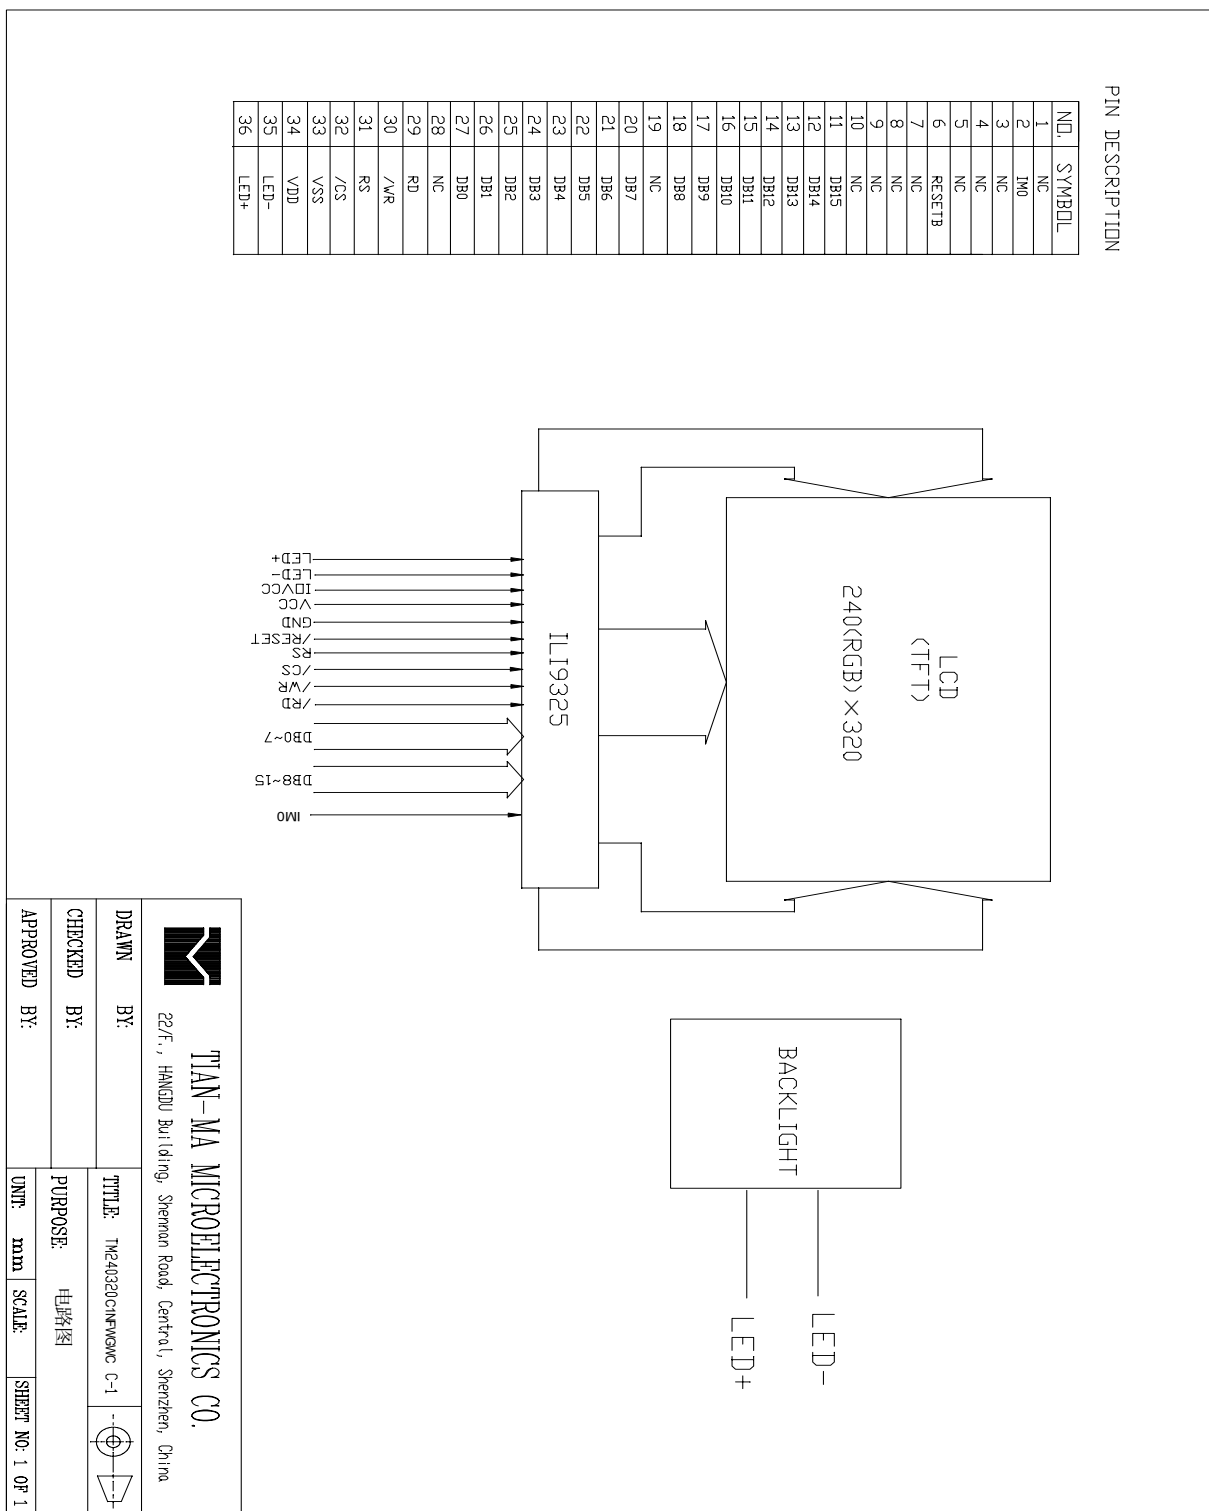 PIN DESCRIPTION
NO. SYMBOL
1 NC
2 IM0
3 NC
4 NC
5 NC
6 RESETB
7 NC
8 NC
9 NC
10 NC
11 DB15
12 DB14
13 DB13
14 DB12
15 DB11
16 DB10
17 DB9
18 DB8
19 NC
20 DB7
21 DB6
22 DB5
23 DB4
24 DB3
25 DB2
26 DB1
27 DB0
28 NC
29 RD
30 /WR
31 RS
32 /CS
33 VSS
34 VDD
35 LED-
36 LED+
LCD
(TFT)
240(RGB)×320
ILI9325
LED+
LED-
IOVCC
VCC
GND
/RESET
RS
/CS
/WR
/RD
DB0~7
DB8~15
IM0
BACKLIGHT
LED-
LED+
TIAN-MA MICROELECTRONICS CO.
22/F., HANGDU Building, Shennan Road, Central, Shenzhen, China
DRAWN BY:
CHECKED BY:
APPROVED BY:
TITLE: TM240320C1NFWGWC C-1
PURPOSE: 电路图
UNIT: mm SCALE: SHEET NO: 1 OF 1